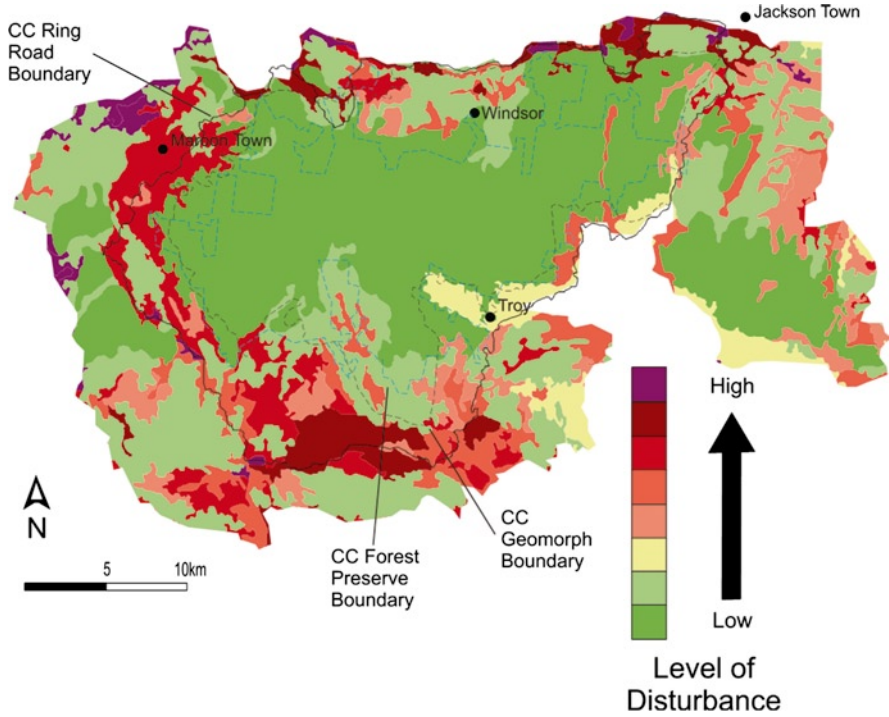 Jackson Town
CC Ring
Road
Boundary
Windsor
Maroon Town
Troy
High
N
CC
Geomorph
Boundary
CC Forest
Preserve
Boundary
5
10km
Low
Level of
Disturbance